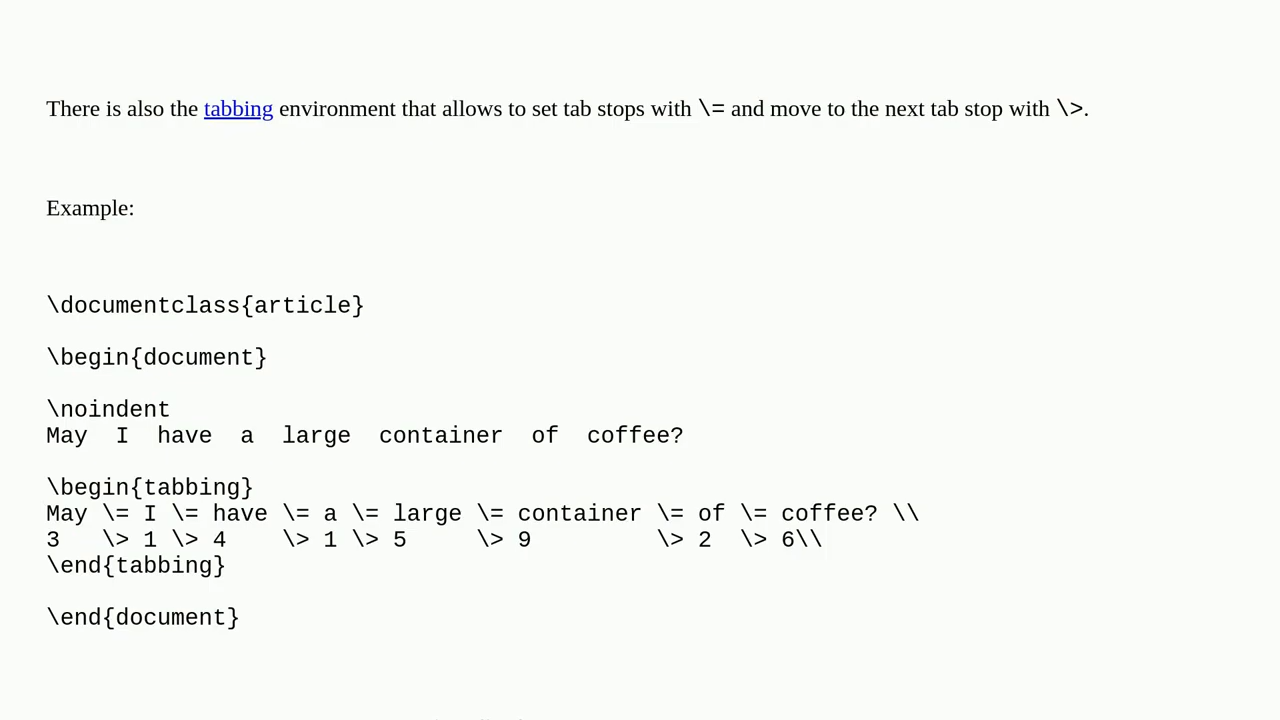 There is also the tabbing environment that allows to set tab stops with \= and move to the next tab stop with \>.
Example:
\documentclass{article}
\begin{document}
\noindent
May  I  have  a  large  container  of  coffee?
\begin{tabbing}
May \= I \= have \= a \= large \= container \= of \= coffee? \\
3   \> 1 \> 4    \> 1 \> 5     \> 9         \> 2  \> 6\\
\end{tabbing}
\end{document}